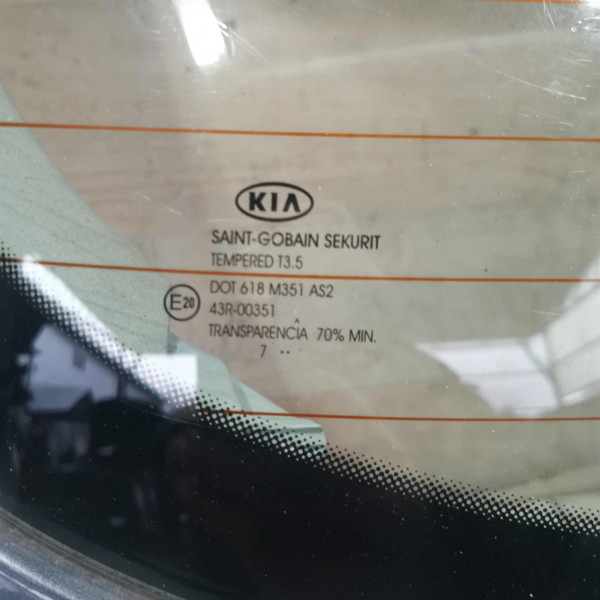 KIA
SAINT-GOBAIN SEKURIT
TEMPERED T3.5
E20
DOT 618 M351 AS2
43R-00351
TRANSPARENCIA 70% MIN.
7 ..